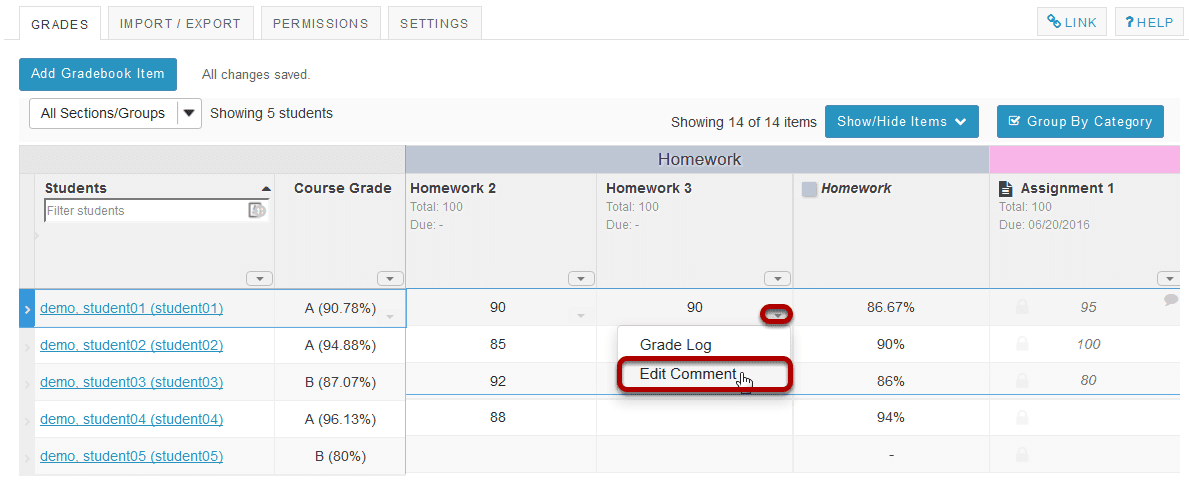 GRADES IMPORT / EXPORT PERMISSIONS SETTINGS LINK ? HELP
Add Gradebook Item All changes saved.
All Sections/Groups Showing 5 students
Showing 14 of 14 items Show/Hide Items Group By Category
Homework
Students Course Grade Homework 2 Homework 3 Homework Assignment 1
Filter students Total: 100 Total: 100 Total: 100
Due: - Due: - Due: 06/20/2016
demo, student01 (student01) A (90.78%) 90 90 86.67% 95
demo, student02 (student02) A (94.88%) 85 Grade Log 90% 100
demo, student03 (student03) B (87.07%) 92 Edit Comment 86% 80
demo, student04 (student04) A (96.13%) 88 94%
demo, student05 (student05) B (80%) -